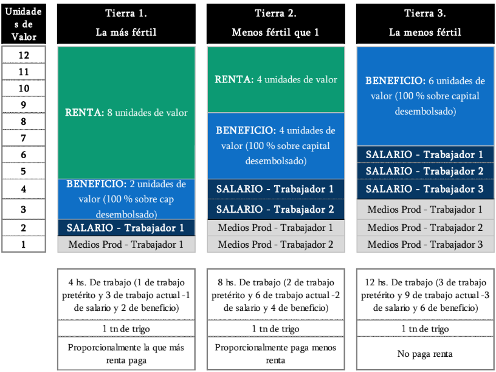 Unidade
s de
Valor
Tierra 1.
La más fértil
Tierra 2.
Menos fértil que 1
Tierra 3.
La menos fértil
12
11
10
9
8
7
6
5
4
3
2
1
RENTA: 8 unidades de valor
BENEFICIO: 2 unidades de
valor (100 % sobre cap
desembolsado)
SALARIO - Trabajador 1
Medios Prod - Trabajador 1
RENTA: 4 unidades de valor
BENEFICIO: 4 unidades de
valor (100 % sobre capital
desembolsado)
SALARIO - Trabajador 1
SALARIO - Trabajador 2
Medios Prod - Trabajador 1
Medios Prod - Trabajador 2
BENEFICIO: 6 unidades de
valor (100 % sobre capital
desembolsado)
SALARIO - Trabajador 1
SALARIO - Trabajador 2
SALARIO - Trabajador 3
Medios Prod - Trabajador 1
Medios Prod - Trabajador 2
Medios Prod - Trabajador 3
4 hs. De trabajo (1 de trabajo
pretérito y 3 de trabajo actual -1
de salario y 2 de beneficio)
1 tn de trigo
Proporcionalmente la que más
renta paga
8 hs. De trabajo (2 de trabajo
pretérito y 6 de trabajo actual -2
de salario y 4 de beneficio)
1 tn de trigo
Proporcionalmente paga menos
renta
12 hs. De trabajo (3 de trabajo
pretérito y 9 de trabajo actual -3
de salario y 6 de beneficio)
1 tn de trigo
No paga renta